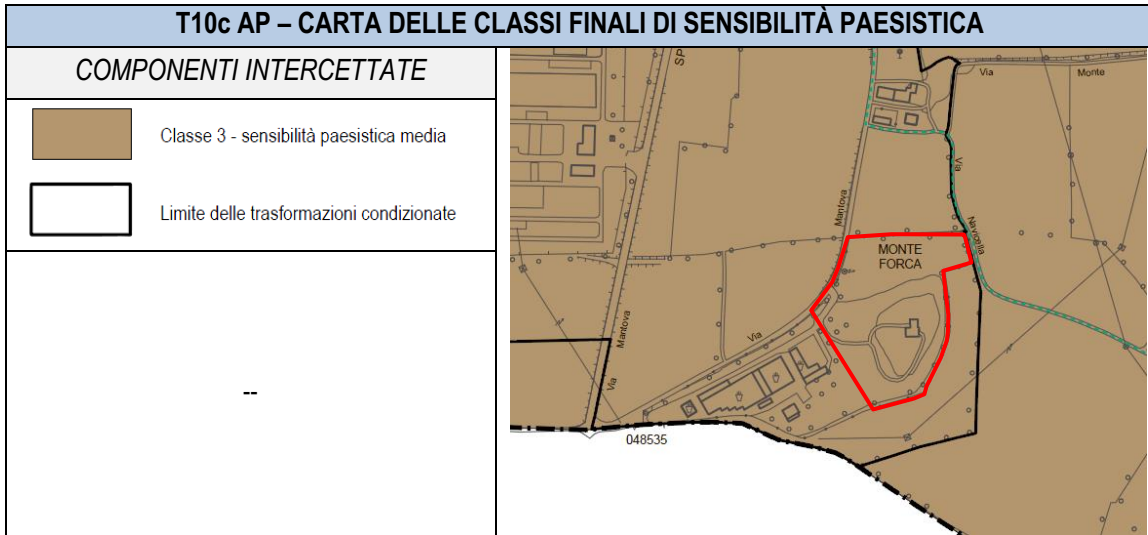 T10c AP – CARTA DELLE CLASSI FINALI DI SENSIBILITÀ PAESISTICA
COMPONENTI INTERCETTATE
Classe 3 - sensibilità paesistica media
Limite delle trasformazioni condizionate
--
SP
Via Monte
Via
Navicella
Mantova
MONTE
FORCA
Via
Mantova
Via
048535